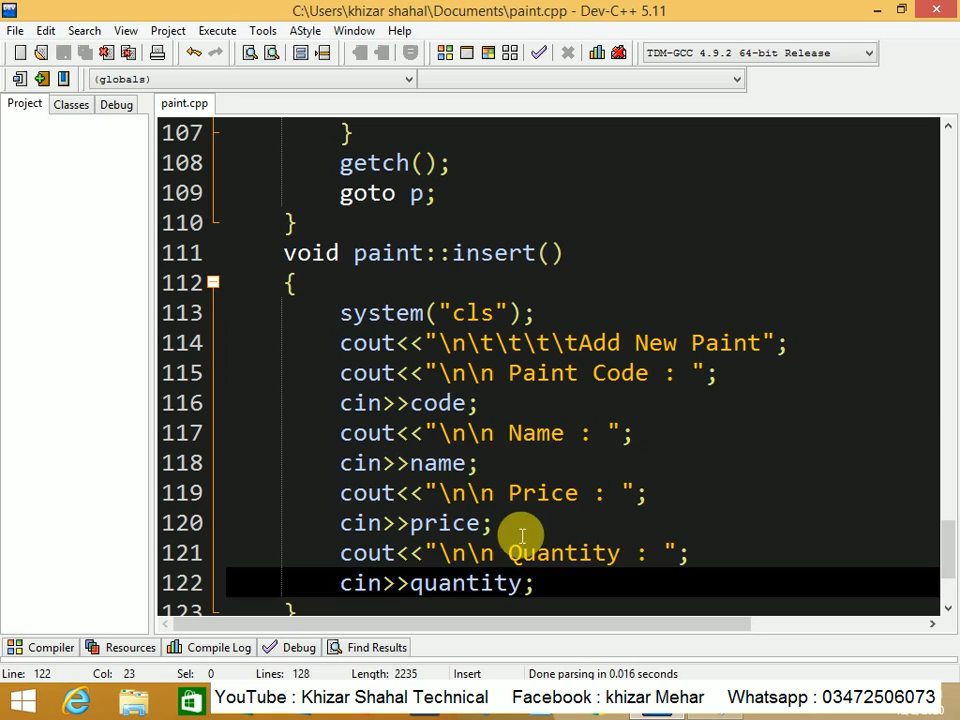 C:\Users\khizar shahal\Documents\paint.cpp - Dev-C++ 5.11
File Edit Search View Project Execute Tools AStyle Window Help
TDM-GCC 4.9.2 64-bit Release
(globals)
Project Classes Debug paint.cpp
107 }
108 getch();
109 goto p;
110 }
111 void paint::insert()
112 {
113 system("cls");
114 cout<<"\n\t\t\t\tAdd New Paint";
115 cout<<"\n\n Paint Code : ";
116 cin>>code;
117 cout<<"\n\n Name : ";
118 cin>>name;
119 cout<<"\n\n Price : ";
120 cin>>price;
121 cout<<"\n\n Quantity : ";
122 cin>>quantity;
123 }
Compiler Resources Compile Log Debug Find Results
Line: 122 Col: 23 Sel: 0 Lines: 128 Length: 2235 Insert Done parsing in 0.016 seconds
YouTube : Khizar Shahal Technical Facebook : khizar Mehar Whatsapp : 03472506073